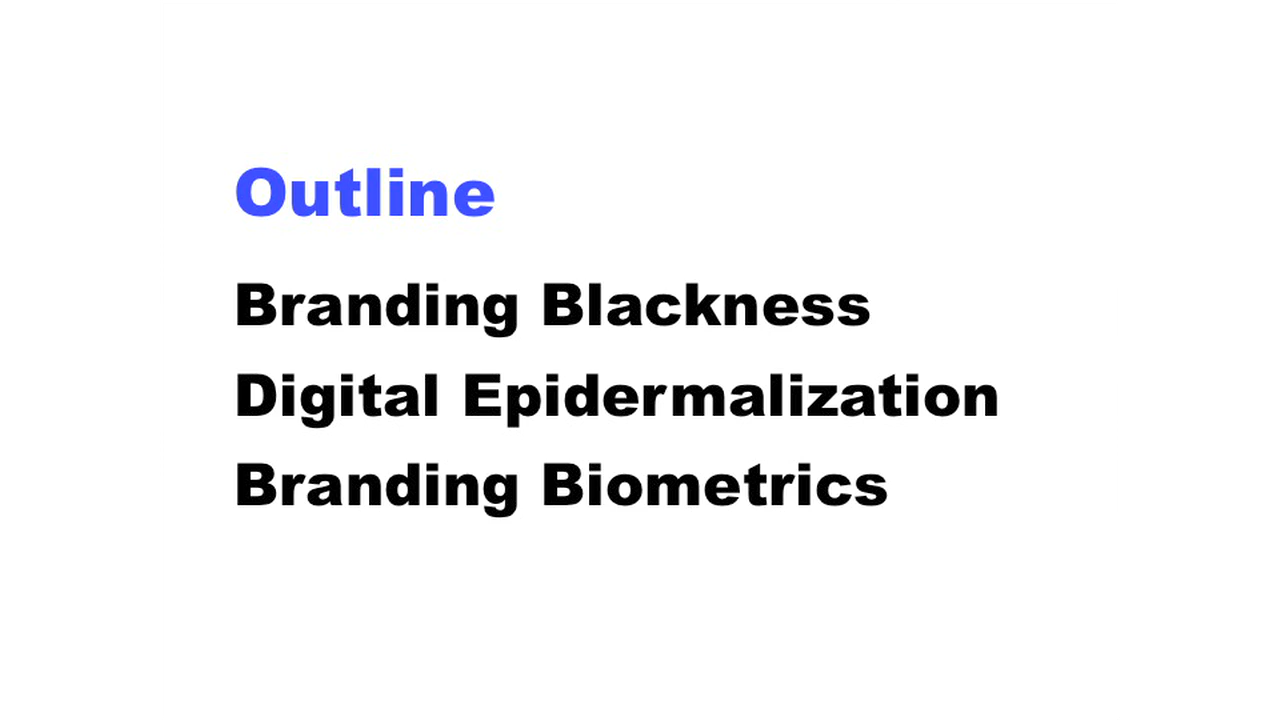 Outline
Branding Blackness
Digital Epidermalization
Branding Biometrics